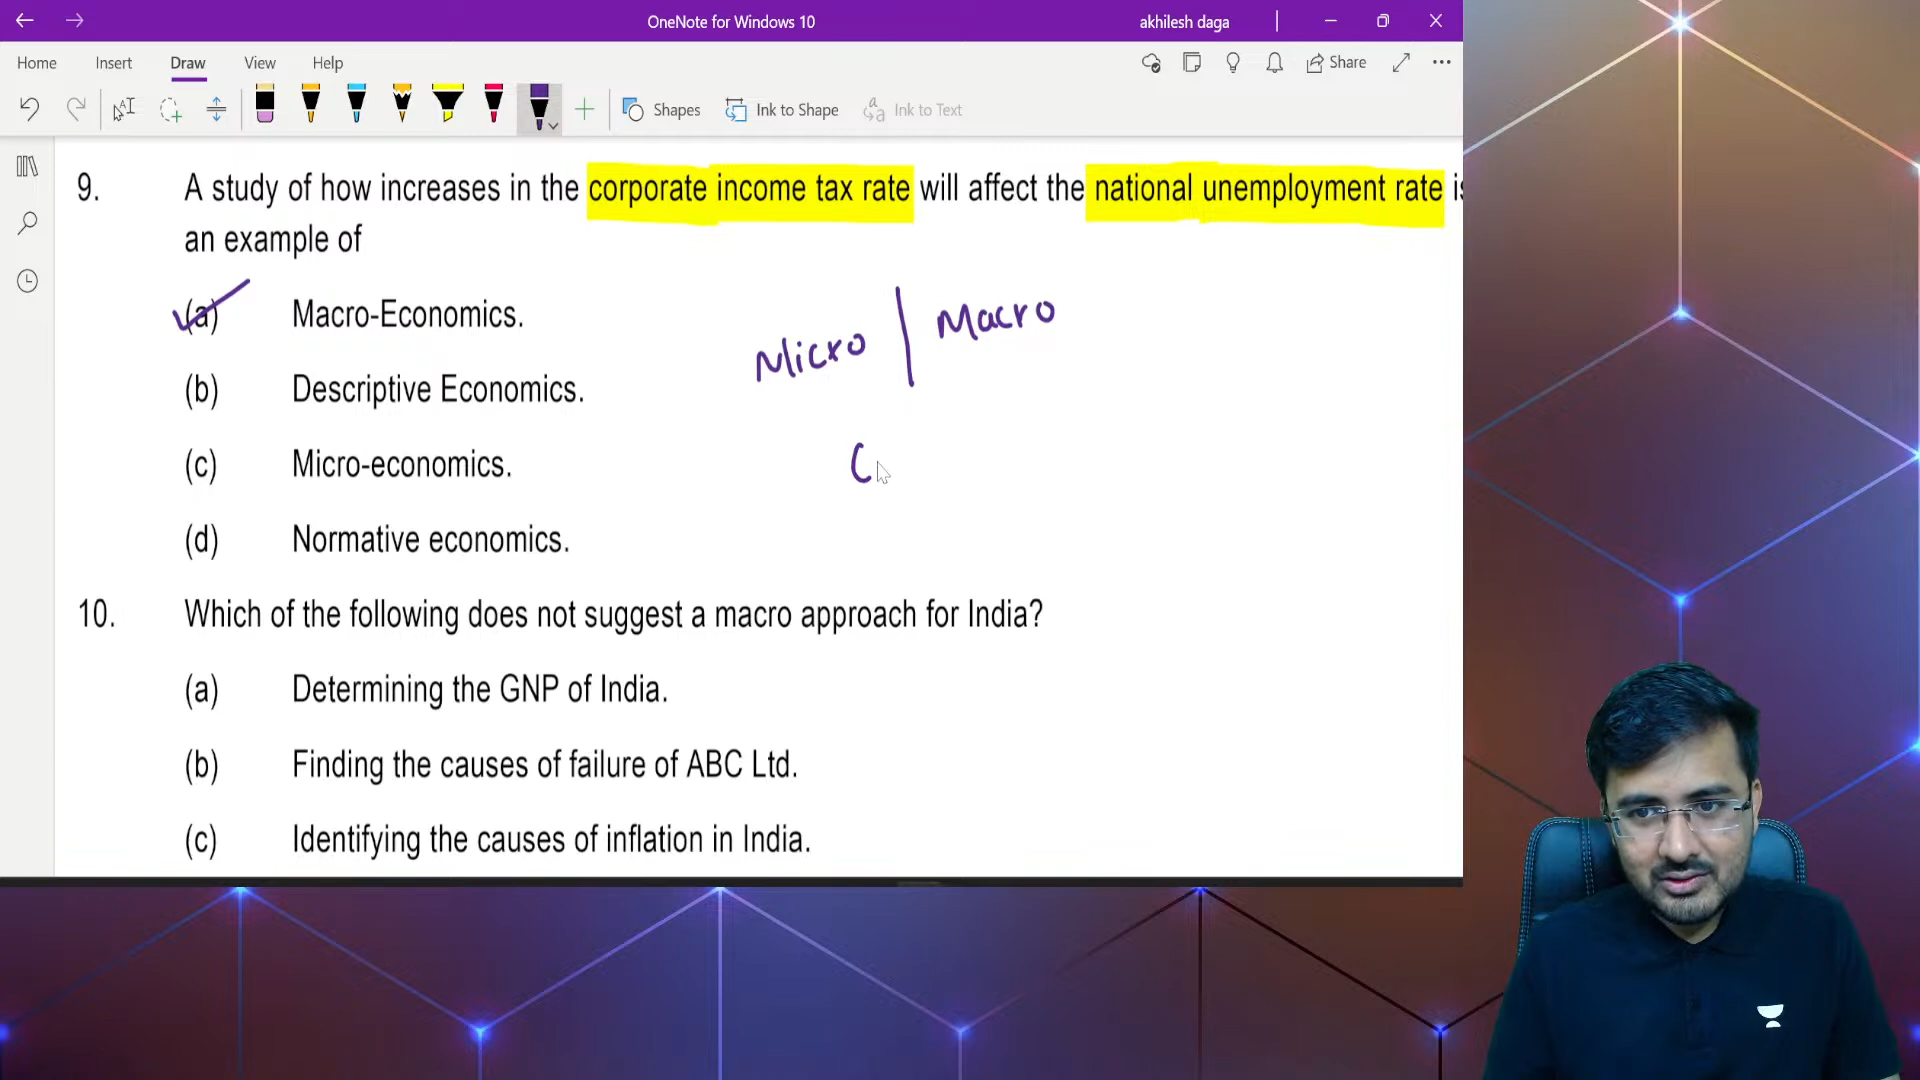 OneNote for Windows 10
akhilesh daga
Home Insert Draw View Help
Share
Shapes Ink to Shape Ink to Text
9. A study of how increases in the corporate income tax rate will affect the national unemployment rate is
an example of
(a) Macro-Economics.
Micro | Macro
(b) Descriptive Economics.
(c) Micro-economics.
C
(d) Normative economics.
10. Which of the following does not suggest a macro approach for India?
(a) Determining the GNP of India.
(b) Finding the causes of failure of ABC Ltd.
(c) Identifying the causes of inflation in India.